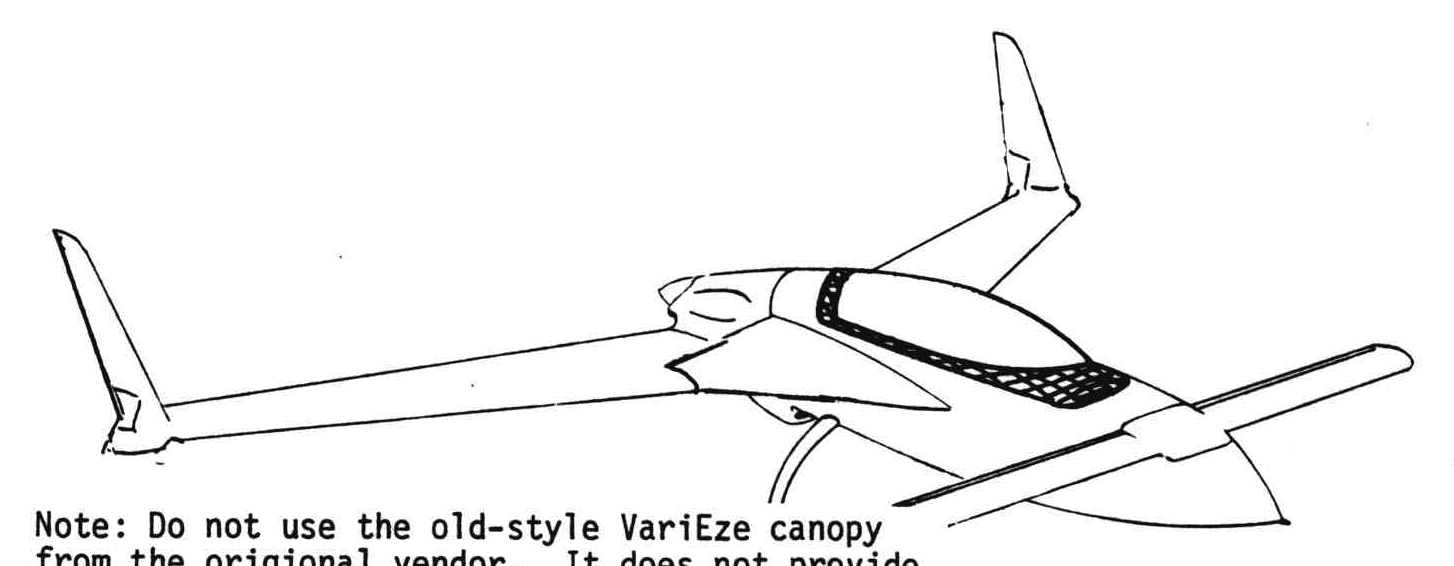 Note: Do not use the old-style VariEze canopy
from the origional vendor. It does not provide